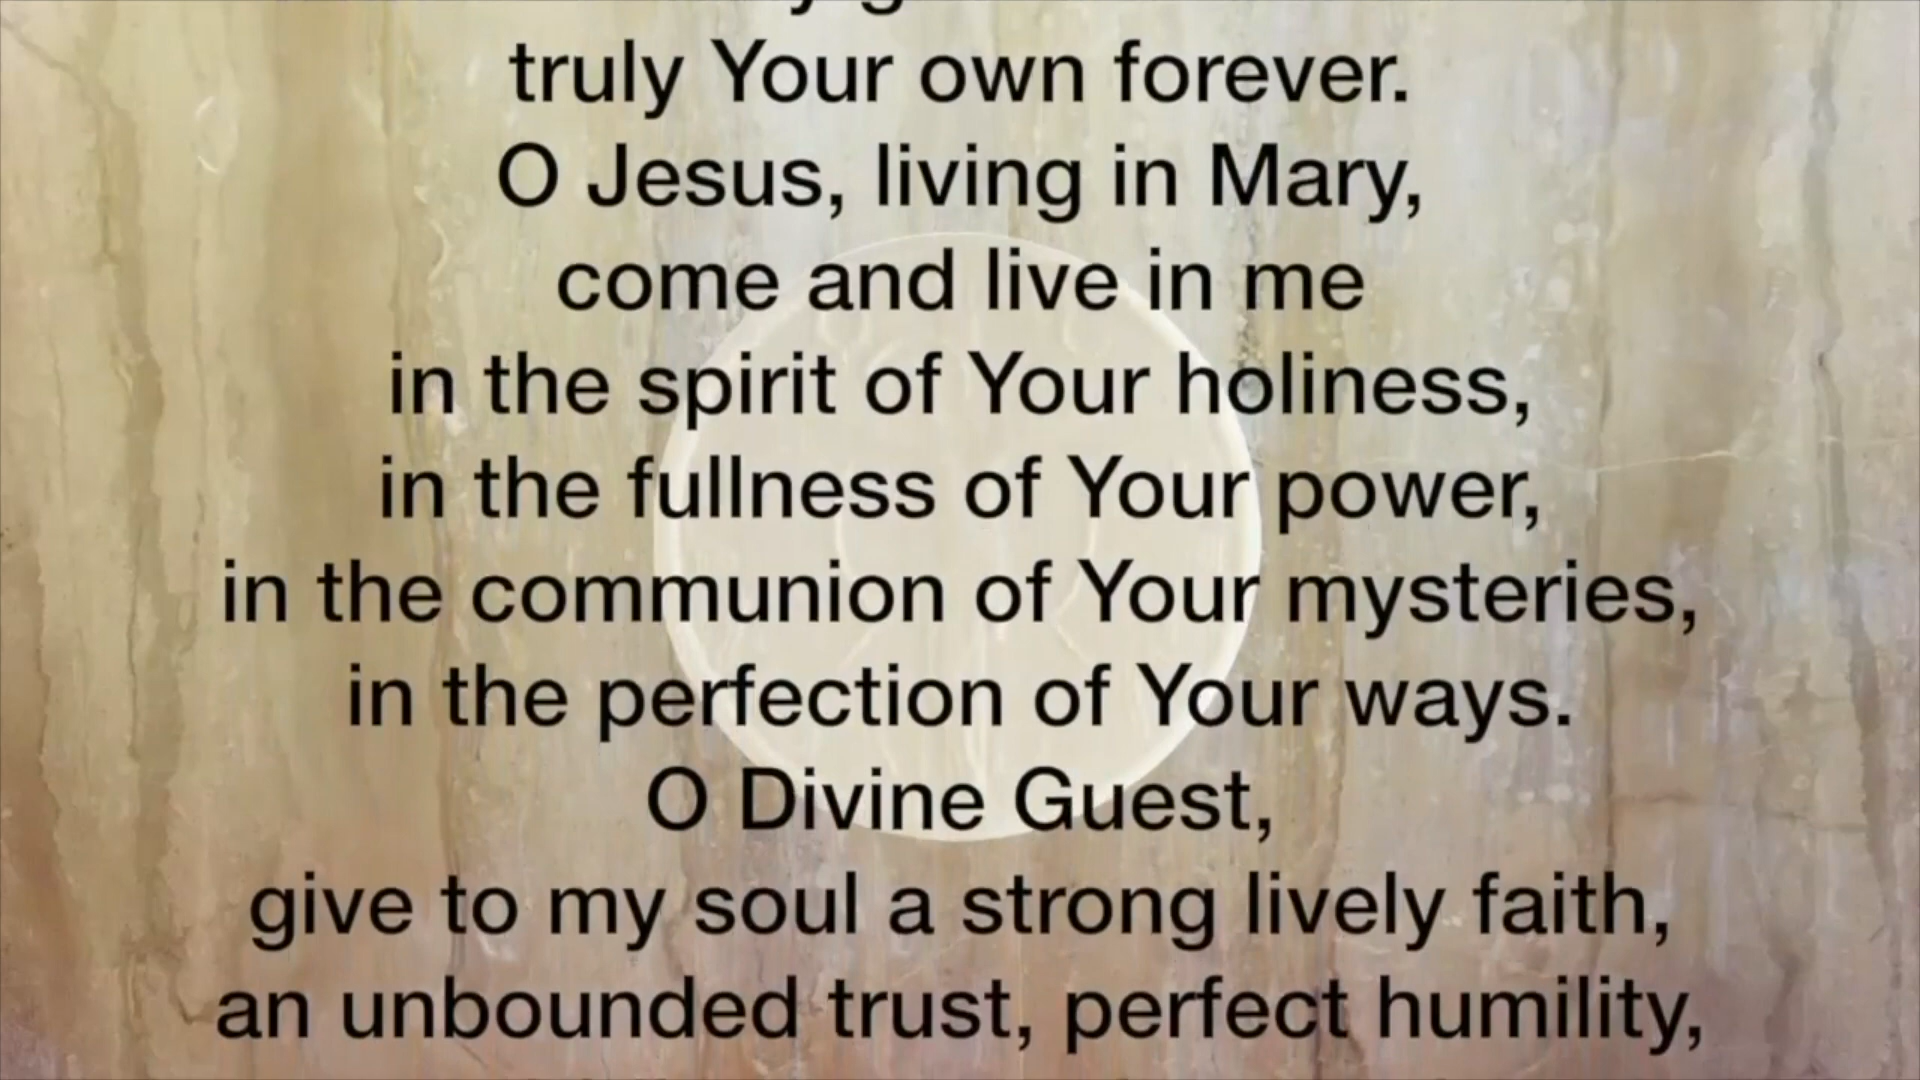 truly Your own forever.
O Jesus, living in Mary,
come and live in me
in the spirit of Your holiness,
in the fullness of Your power,
in the communion of Your mysteries,
in the perfection of Your ways.
O Divine Guest,
give to my soul a strong lively faith,
an unbounded trust, perfect humility,